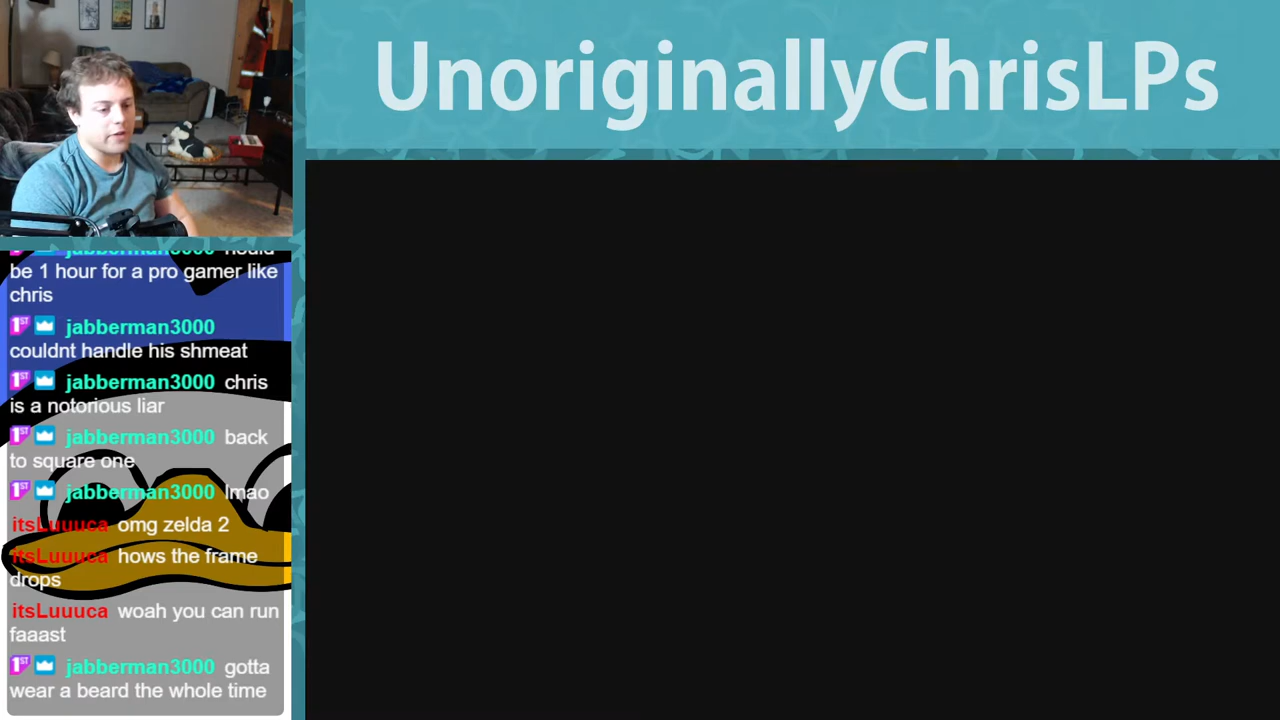 UnoriginallyChrisLPs
jabberman3000
be 1 hour for a pro gamer like
chris
jabberman3000
couldnt handle his shmeat
jabberman3000 chris
is a notorious liar
jabberman3000 back
to square one
jabberman3000 lmao
itsLuuuca omg zelda 2
itsLuuuca hows the frame
drops
itsLuuuca woah you can run
faaast
jabberman3000 gotta
wear a beard the whole time